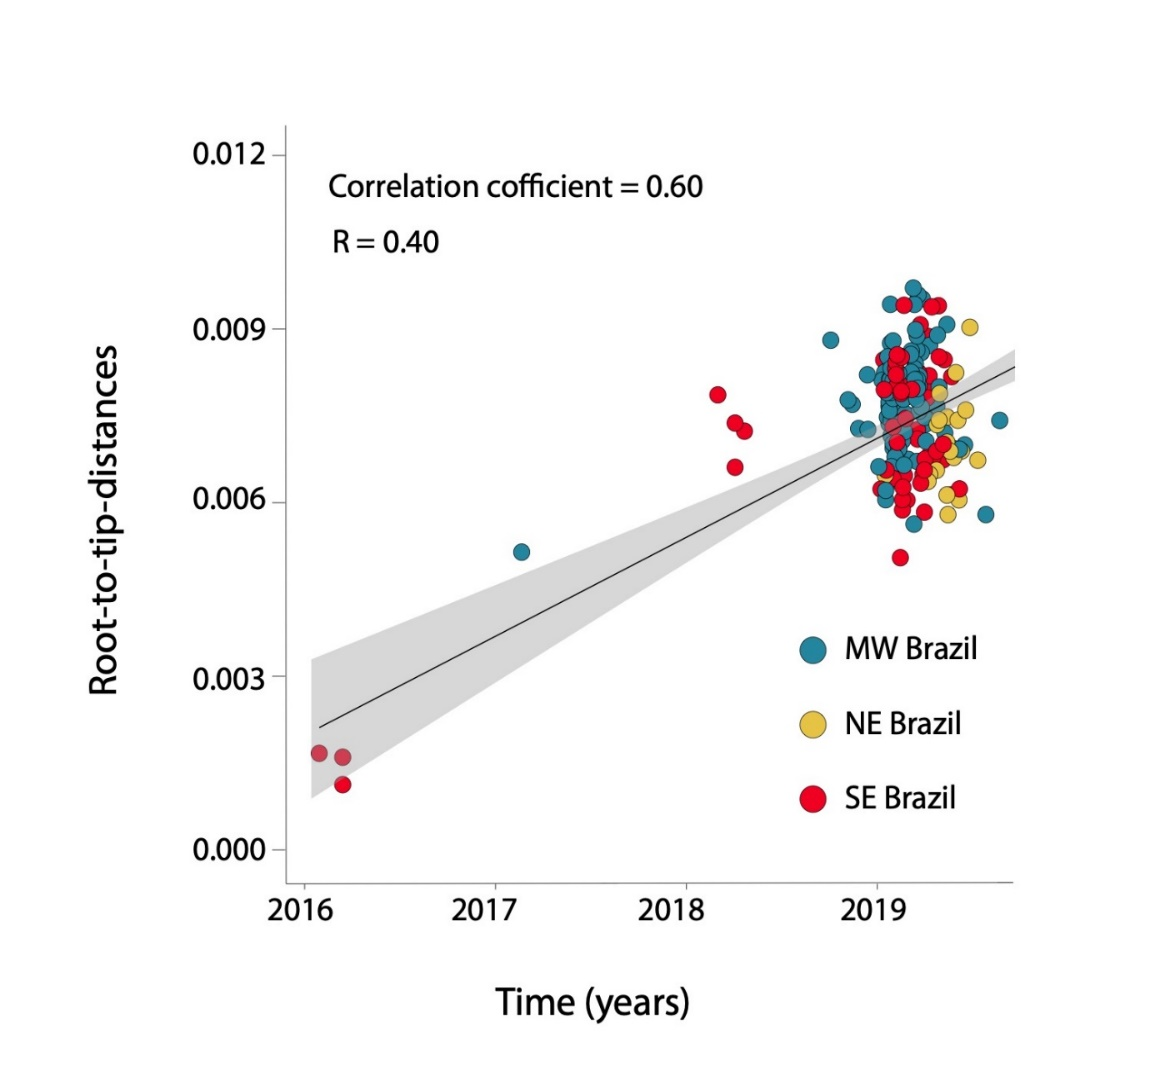 0.012
Correlation cofficient = 0.60
R = 0.40
0.009
0.006
0.003
0.000
Root-to-tip-distances
MW Brazil
NE Brazil
SE Brazil
2016 2017 2018 2019
Time (years)